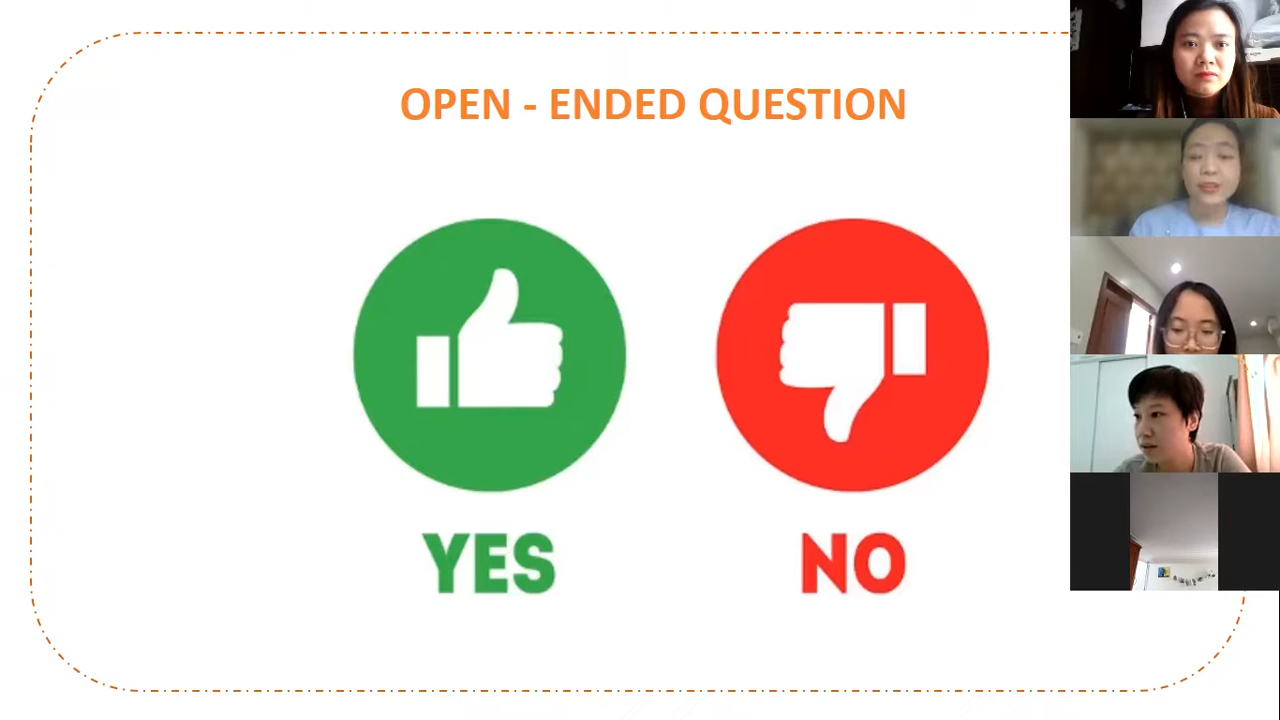 OPEN - ENDED QUESTION
YES
NO